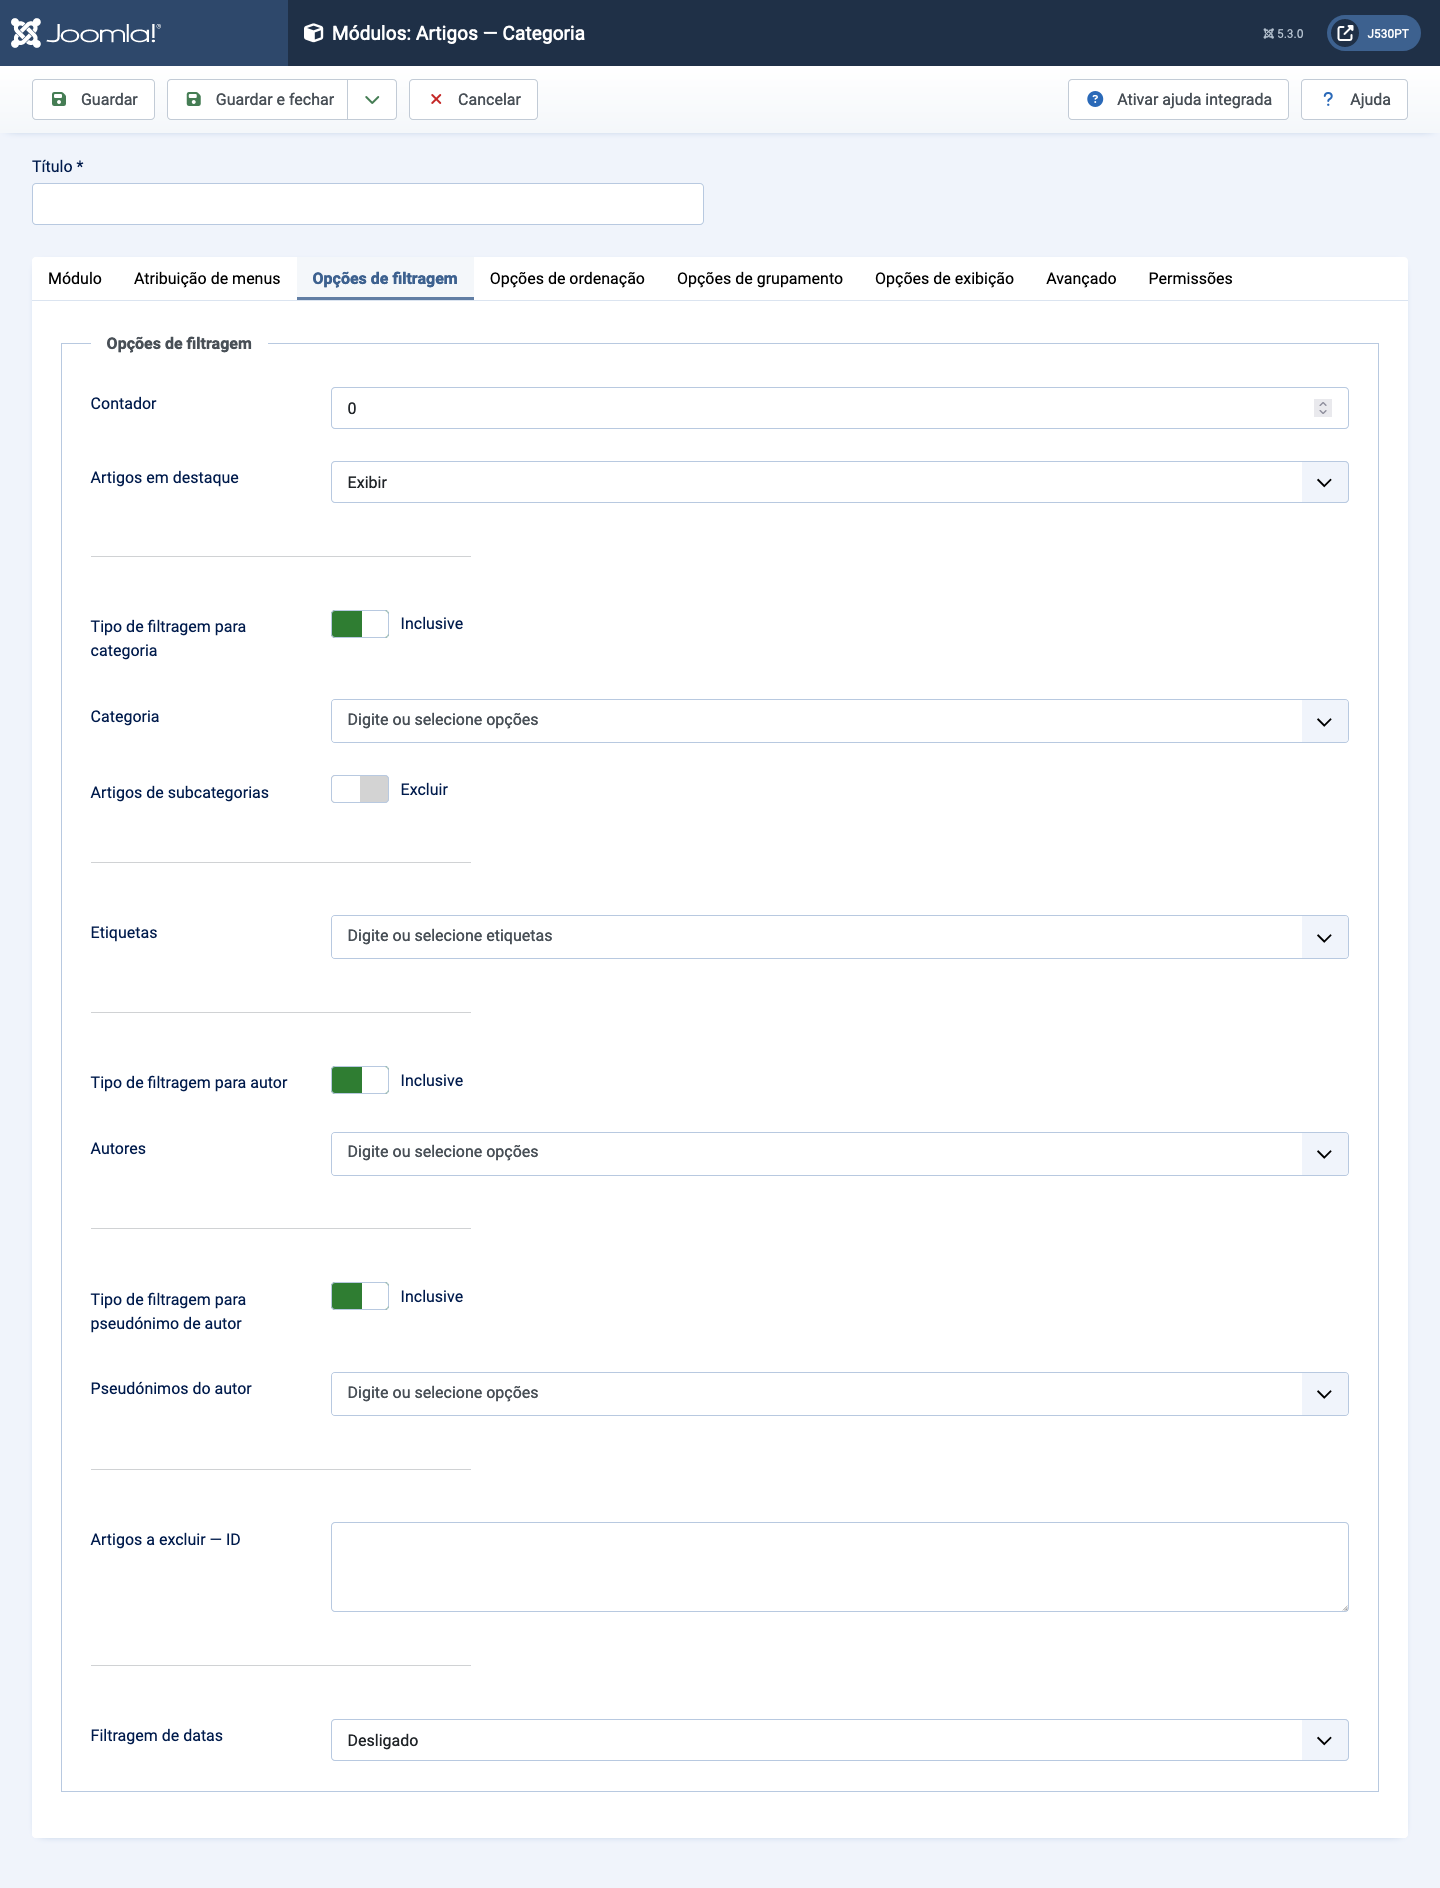 Joomla!®
Módulos: Artigos — Categoria
5.3.0
J530PT
Guardar
Guardar e fechar
Cancelar
Ativar ajuda integrada
Ajuda
Título *
Módulo
Atribuição de menus
Opções de filtragem
Opções de ordenação
Opções de grupamento
Opções de exibição
Avançado
Permissões
Opções de filtragem
Contador
0
Artigos em destaque
Exibir
Tipo de filtragem para
categoria
Inclusive
Categoria
Digite ou selecione opções
Artigos de subcategorias
Excluir
Etiquetas
Digite ou selecione etiquetas
Tipo de filtragem para autor
Inclusive
Autores
Digite ou selecione opções
Tipo de filtragem para
pseudónimo de autor
Inclusive
Pseudónimos do autor
Digite ou selecione opções
Artigos a excluir — ID
Filtragem de datas
Desligado